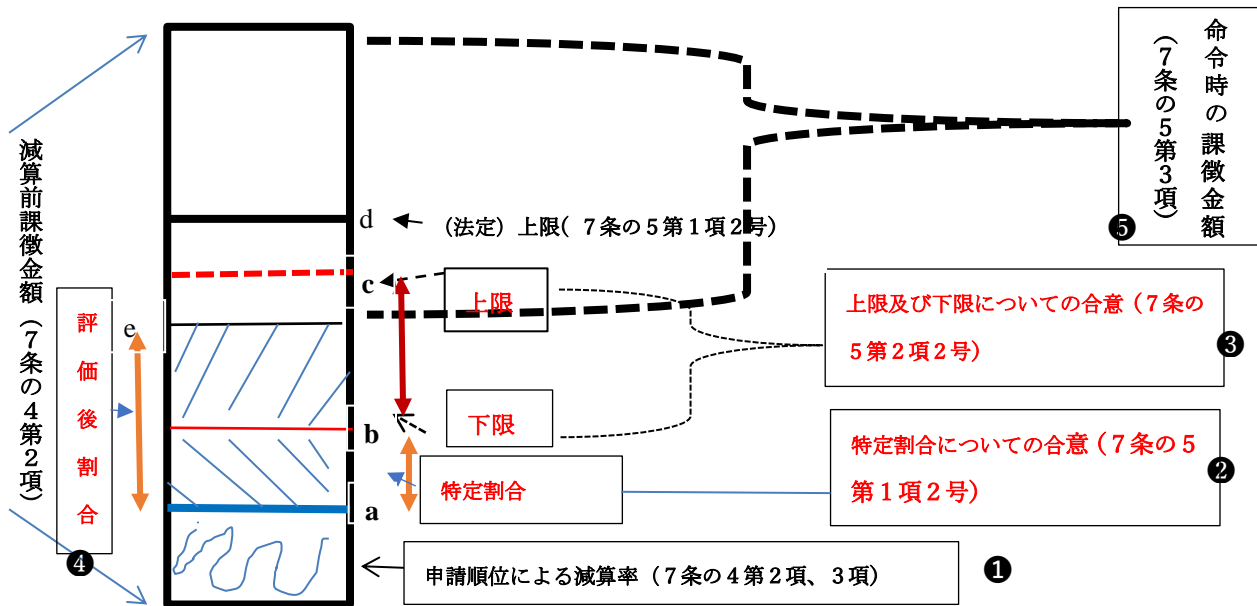 減算前課徴金額（7条の4第2項）
評価後割合
❹
e
d
（法定）上限( 7条の5第1項2号）
c
上限
b
下限
特定割合
a
申請順位による減算率（7条の4第2項、3項）
❶
命令時の課徴金額
（7条の5第3項）
❺
上限及び下限についての合意（7条の
5第2項2号）
❸
特定割合についての合意（7条の5
第1項2号）
❷